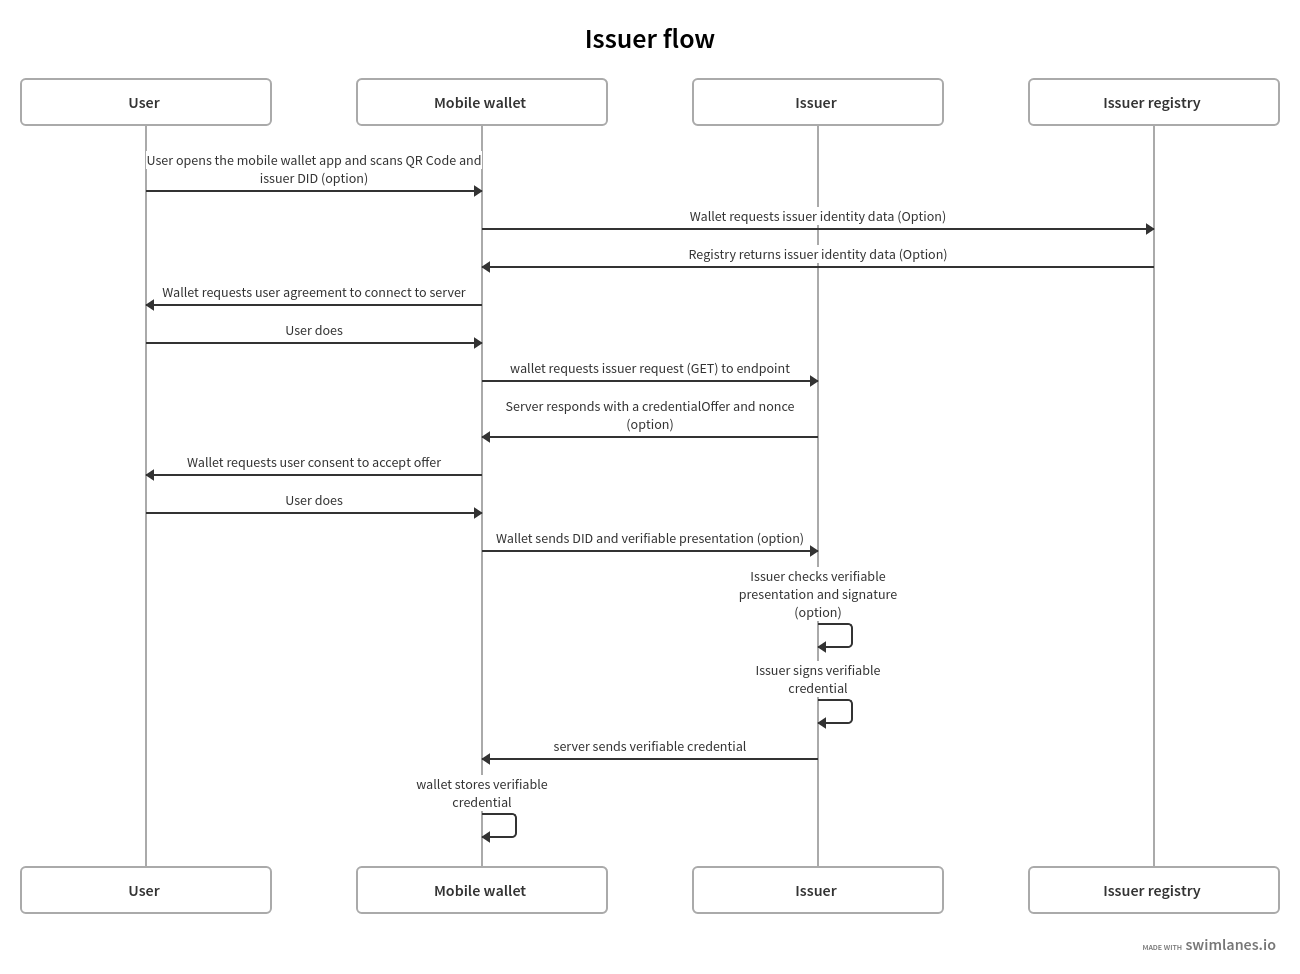 Issuer flow
User
Mobile wallet
Issuer
Issuer registry
User opens the mobile wallet app and scans QR Code and
issuer DID (option)
Wallet requests issuer identity data (Option)
Registry returns issuer identity data (Option)
Wallet requests user agreement to connect to server
User does
wallet requests issuer request (GET) to endpoint
Server responds with a credentialOffer and nonce
(option)
Wallet requests user consent to accept offer
User does
Wallet sends DID and verifiable presentation (option)
Issuer checks verifiable
presentation and signature
(option)
Issuer signs verifiable
credential
server sends verifiable credential
wallet stores verifiable
credential
User
Mobile wallet
Issuer
Issuer registry
MADE WITH swimlanes.io